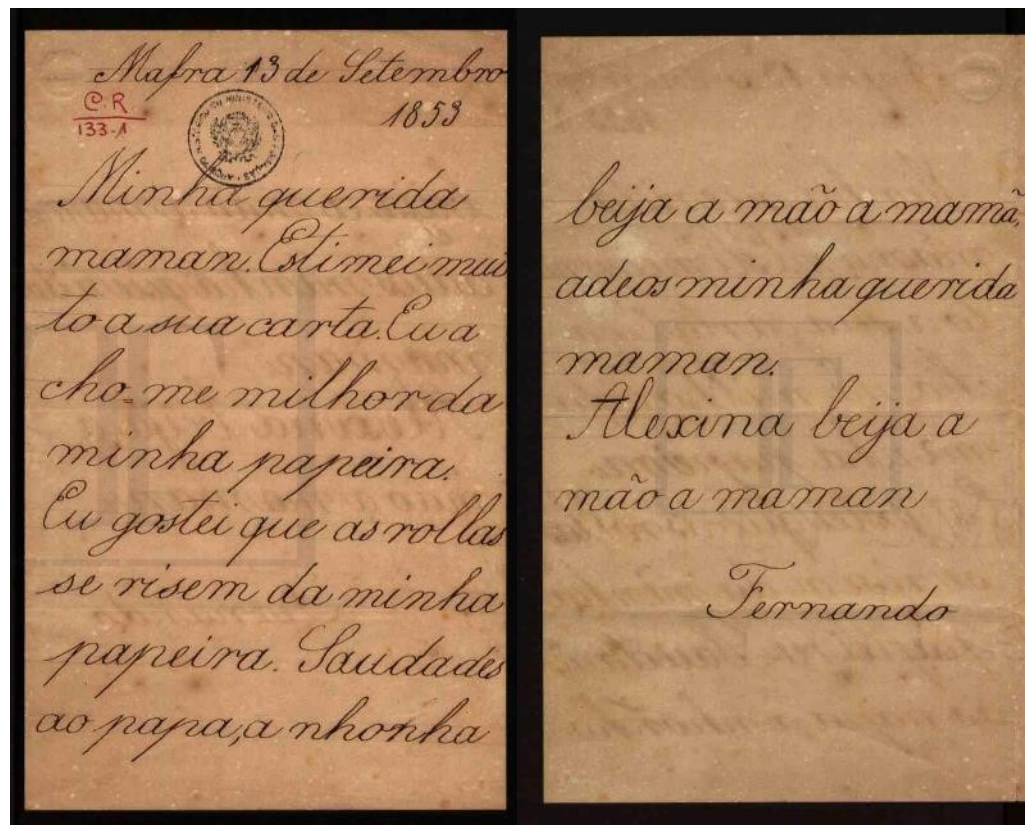 Mafra 13 de Setembro
1853
C.R
133-1
Minha querida
maman. Estimei mui
to a sua carta. Eu a
cho-me milhor da
minha papeira.
Eu gostei que as rollas
se risem da minha
papeira. Saudades
ao papa, a nhonha
beija a mão a mamã,
adeos minha querida
maman.
Alexina beija a
mão a maman
Fernando